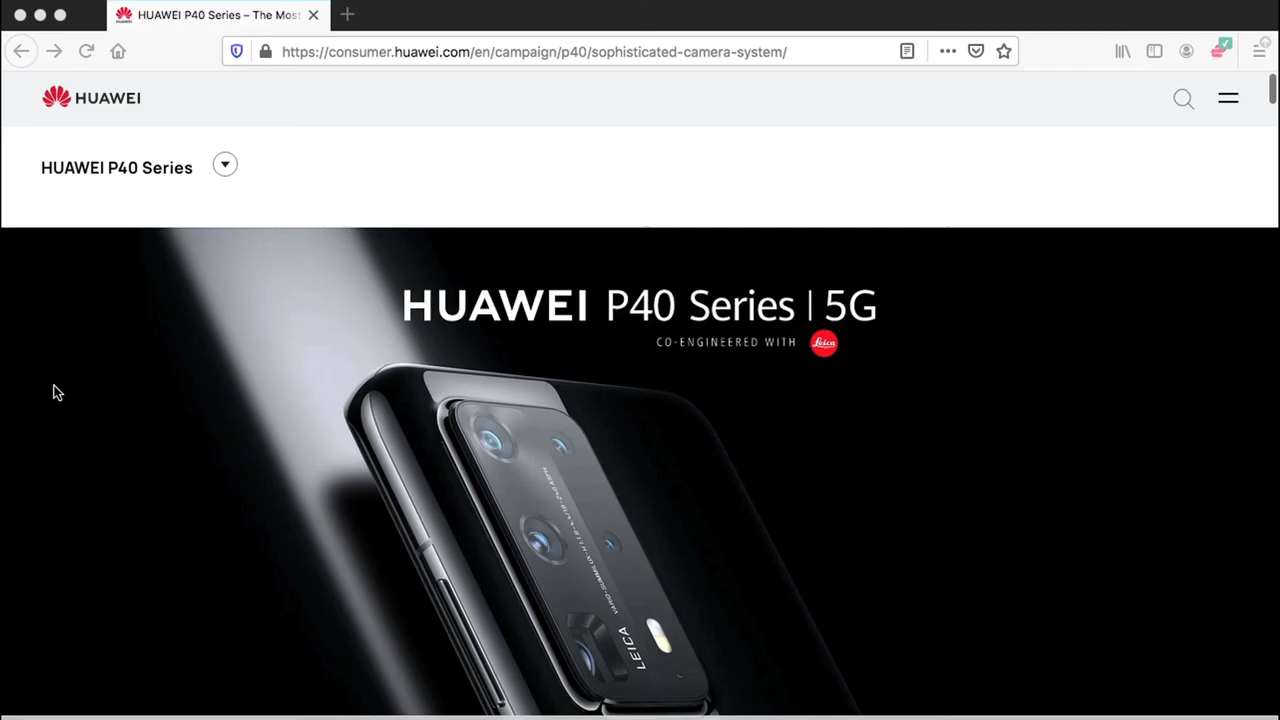 HUAWEI P40 Series – The Most
https://consumer.huawei.com/en/campaign/p40/sophisticated-camera-system/
HUAWEI
HUAWEI P40 Series
HUAWEI P40 Series | 5G
CO-ENGINEERED WITH Leica
LEICA